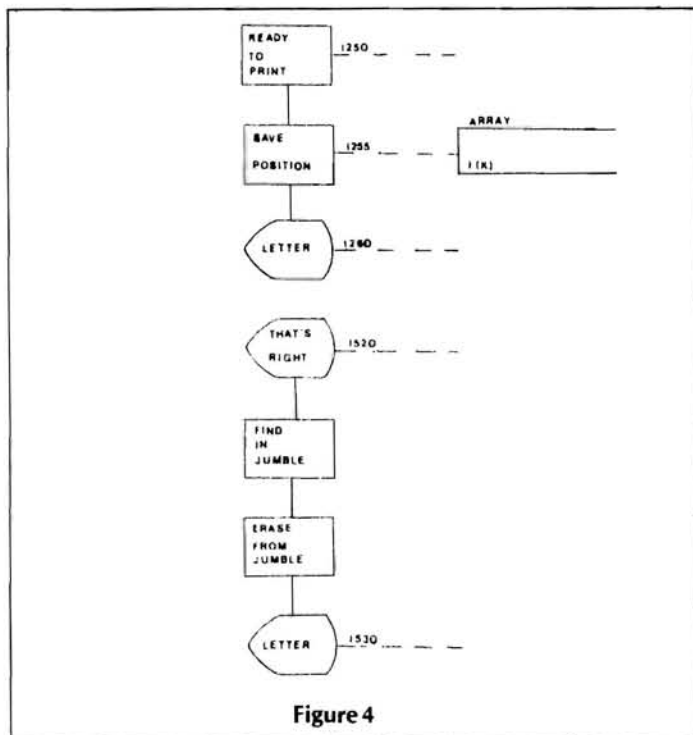 READY
TO
PRINT
1250
SAVE
POSITION
1255
ARRAY
I(K)
LETTER
1260
THAT'S
RIGHT
1520
FIND
IN
JUMBLE
ERASE
FROM
JUMBLE
LETTER
1530
Figure 4